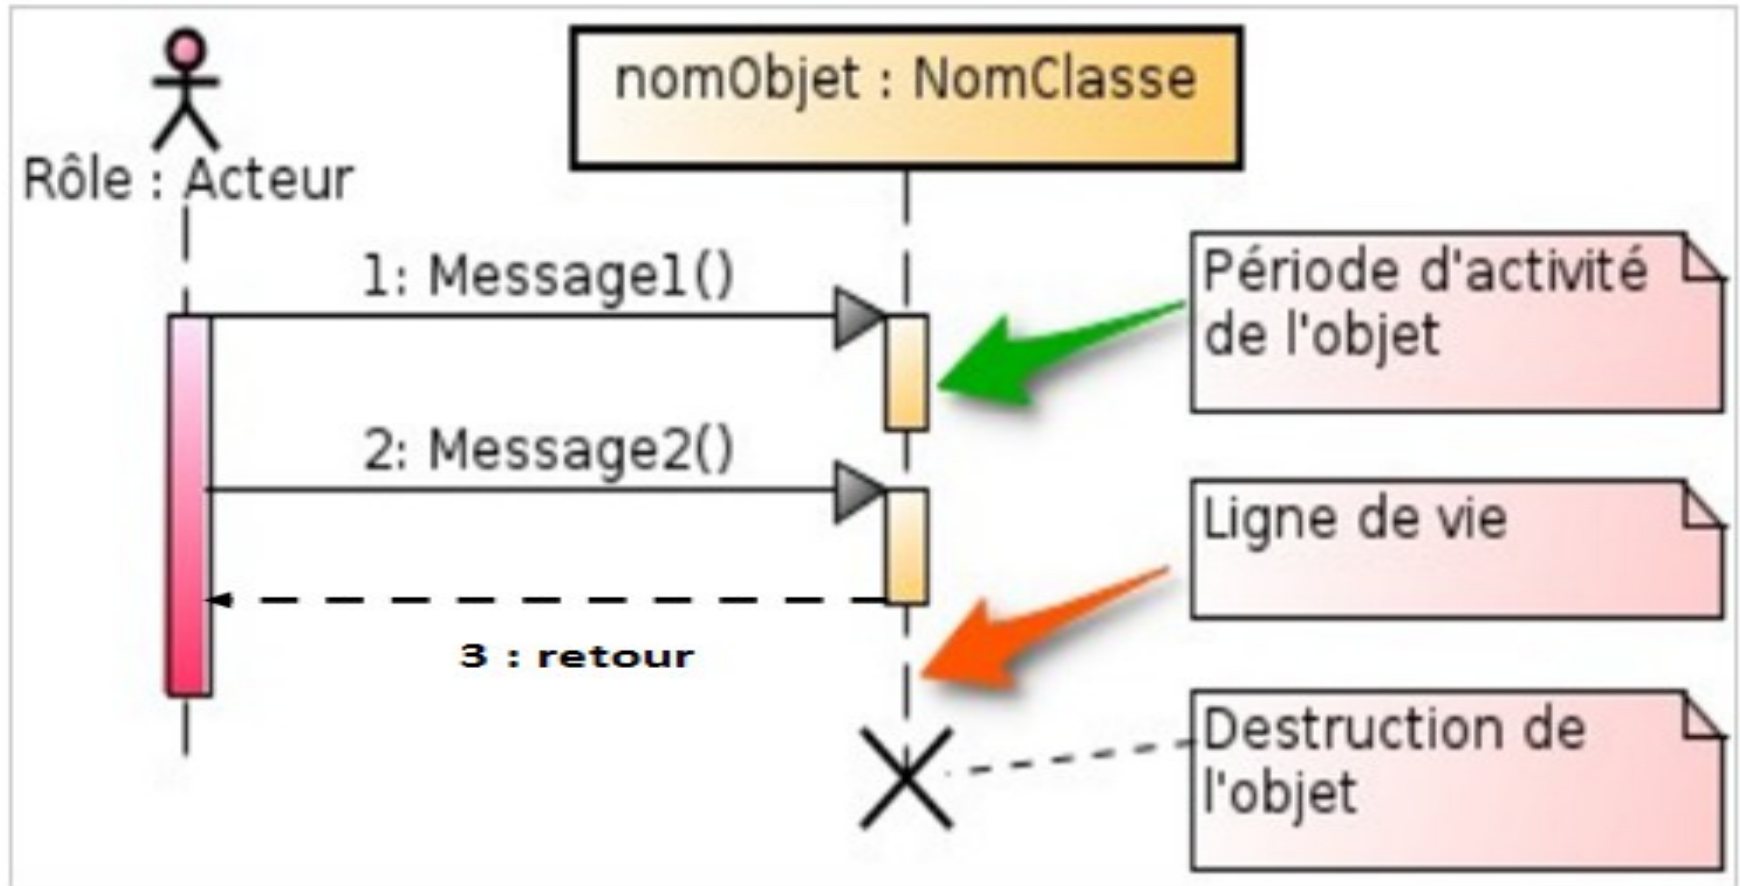 nomObjet : NomClasse
Rôle : Acteur
1: Message1()
Période d'activité
de l'objet
2: Message2()
Ligne de vie
3 : retour
Destruction de
l'objet